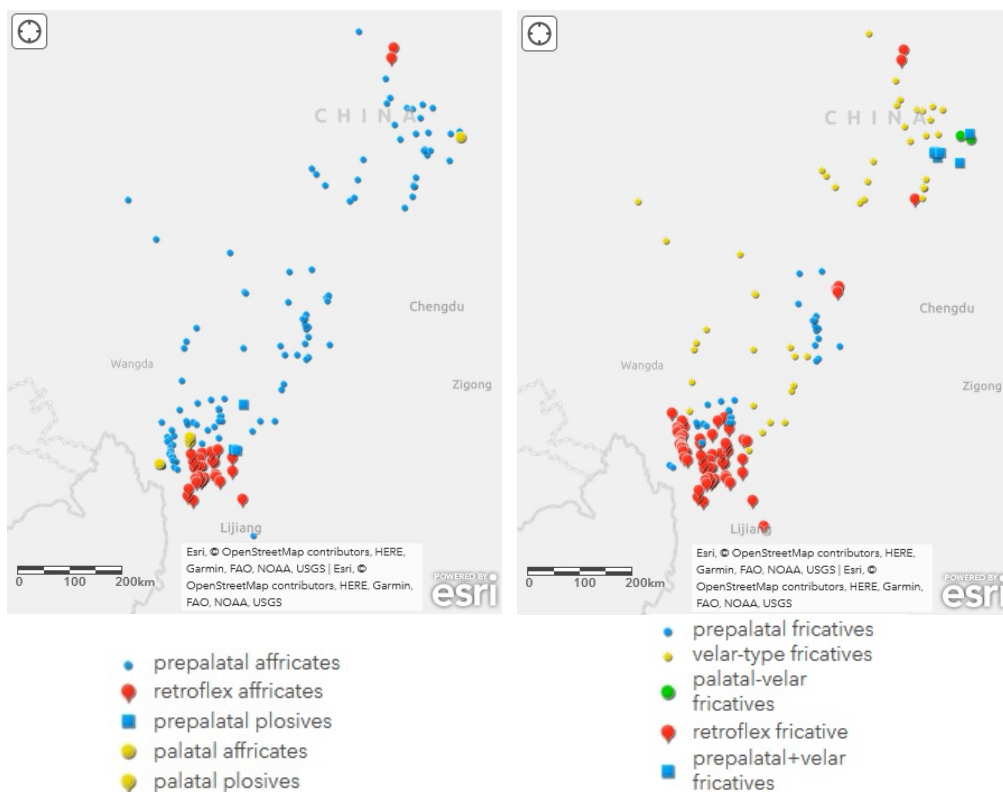 CHINA
Chengdu
Wangda
Zigong
Lijiang
0 100 200km
Esri, © OpenStreetMap contributors, HERE,
Garmin, FAO, NOAA, USGS | Esri, ©
OpenStreetMap contributors, HERE, Garmin,
FAO, NOAA, USGS
POWERED BY
esri
prepalatal affricates
retroflex affricates
prepalatal plosives
palatal affricates
palatal plosives
CHINA
Chengdu
Wangda
Zigong
Lijiang
0 100 200km
Esri, © OpenStreetMap contributors, HERE,
Garmin, FAO, NOAA, USGS | Esri, ©
OpenStreetMap contributors, HERE, Garmin,
FAO, NOAA, USGS
POWERED BY
esri
prepalatal fricatives
velar-type fricatives
palatal-velar
fricatives
retroflex fricative
prepalatal+velar
fricatives